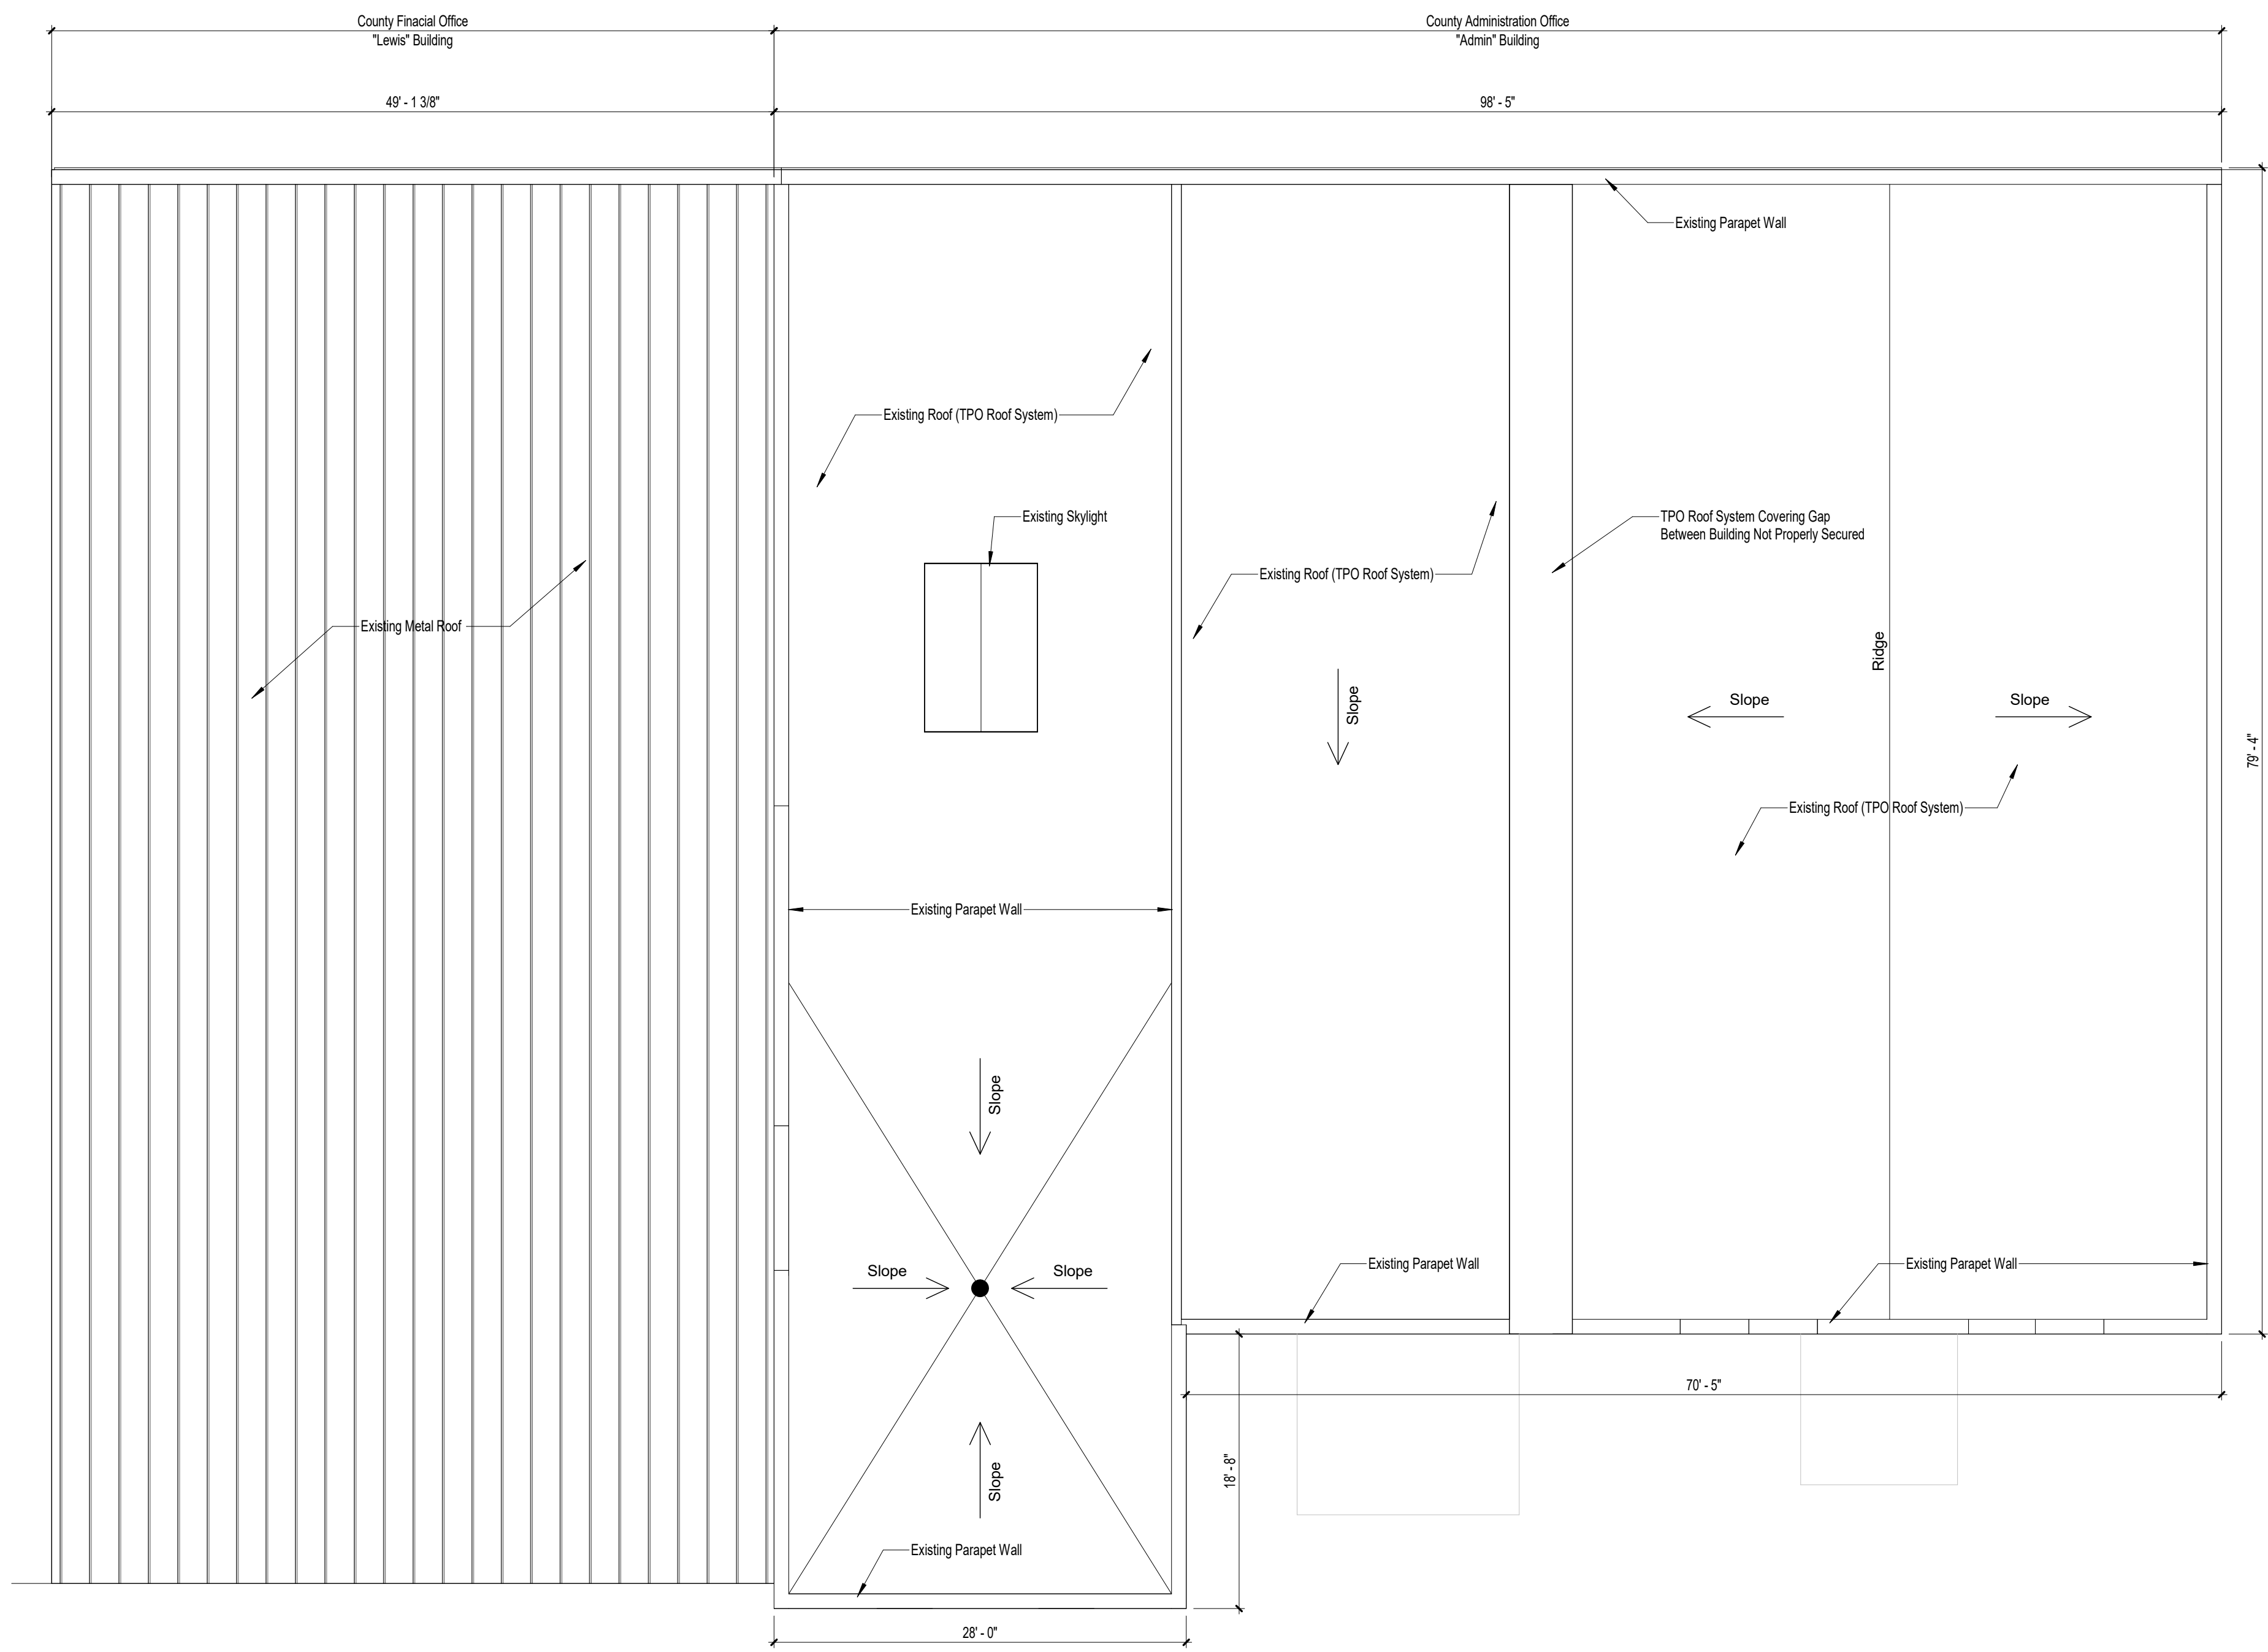 County Finacial Office
"Lewis" Building
County Administration Office
"Admin" Building
49' - 1 3/8"
98' - 5"
Existing Parapet Wall
Existing Roof (TPO Roof System)
Existing Skylight
TPO Roof System Covering Gap
Between Building Not Properly Secured
Existing Roof (TPO Roof System)
Existing Metal Roof
Ridge
Slope
Slope
Slope
79' - 4"
Existing Roof (TPO Roof System)
Existing Parapet Wall
Slope
Slope
Slope
Existing Parapet Wall
Existing Parapet Wall
70' - 5"
18' - 8"
Slope
Existing Parapet Wall
28' - 0"